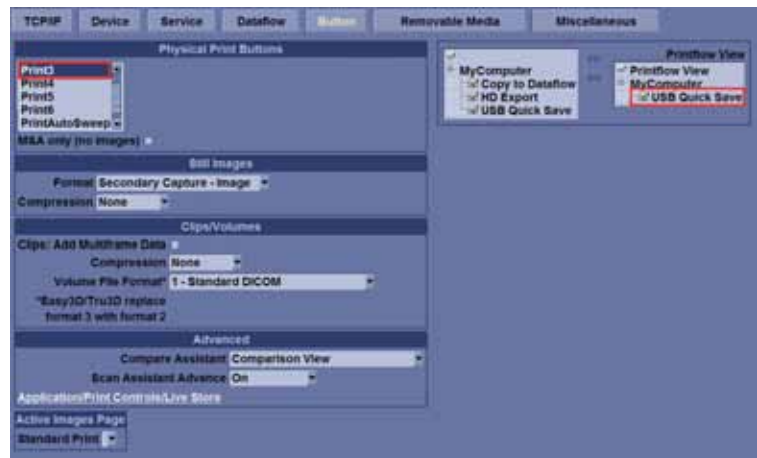 TCP/IP Device Service Dataflow Button Removable Media Miscellaneous
Physical Print Buttons
Print3
Print4
Print5
Print6
PrintAutoSweep
M&A only (no images)
Still Images
Format Secondary Capture - Image
Compression None
Clips/Volumes
Clips: Add Multiframe Data
Compression None
Volume File Format* 1 - Standard DICOM
*Easy3D/Tru3D replace
format 3 with format 2
Advanced
Compare Assistant Comparison View
Scan Assistant Advance On
Application/Print Controls/Live Store
Active Images Page
Standard Print
MyComputer
Copy to Dataflow
HD Export
USB Quick Save
Printflow View
Printflow View
MyComputer
USB Quick Save